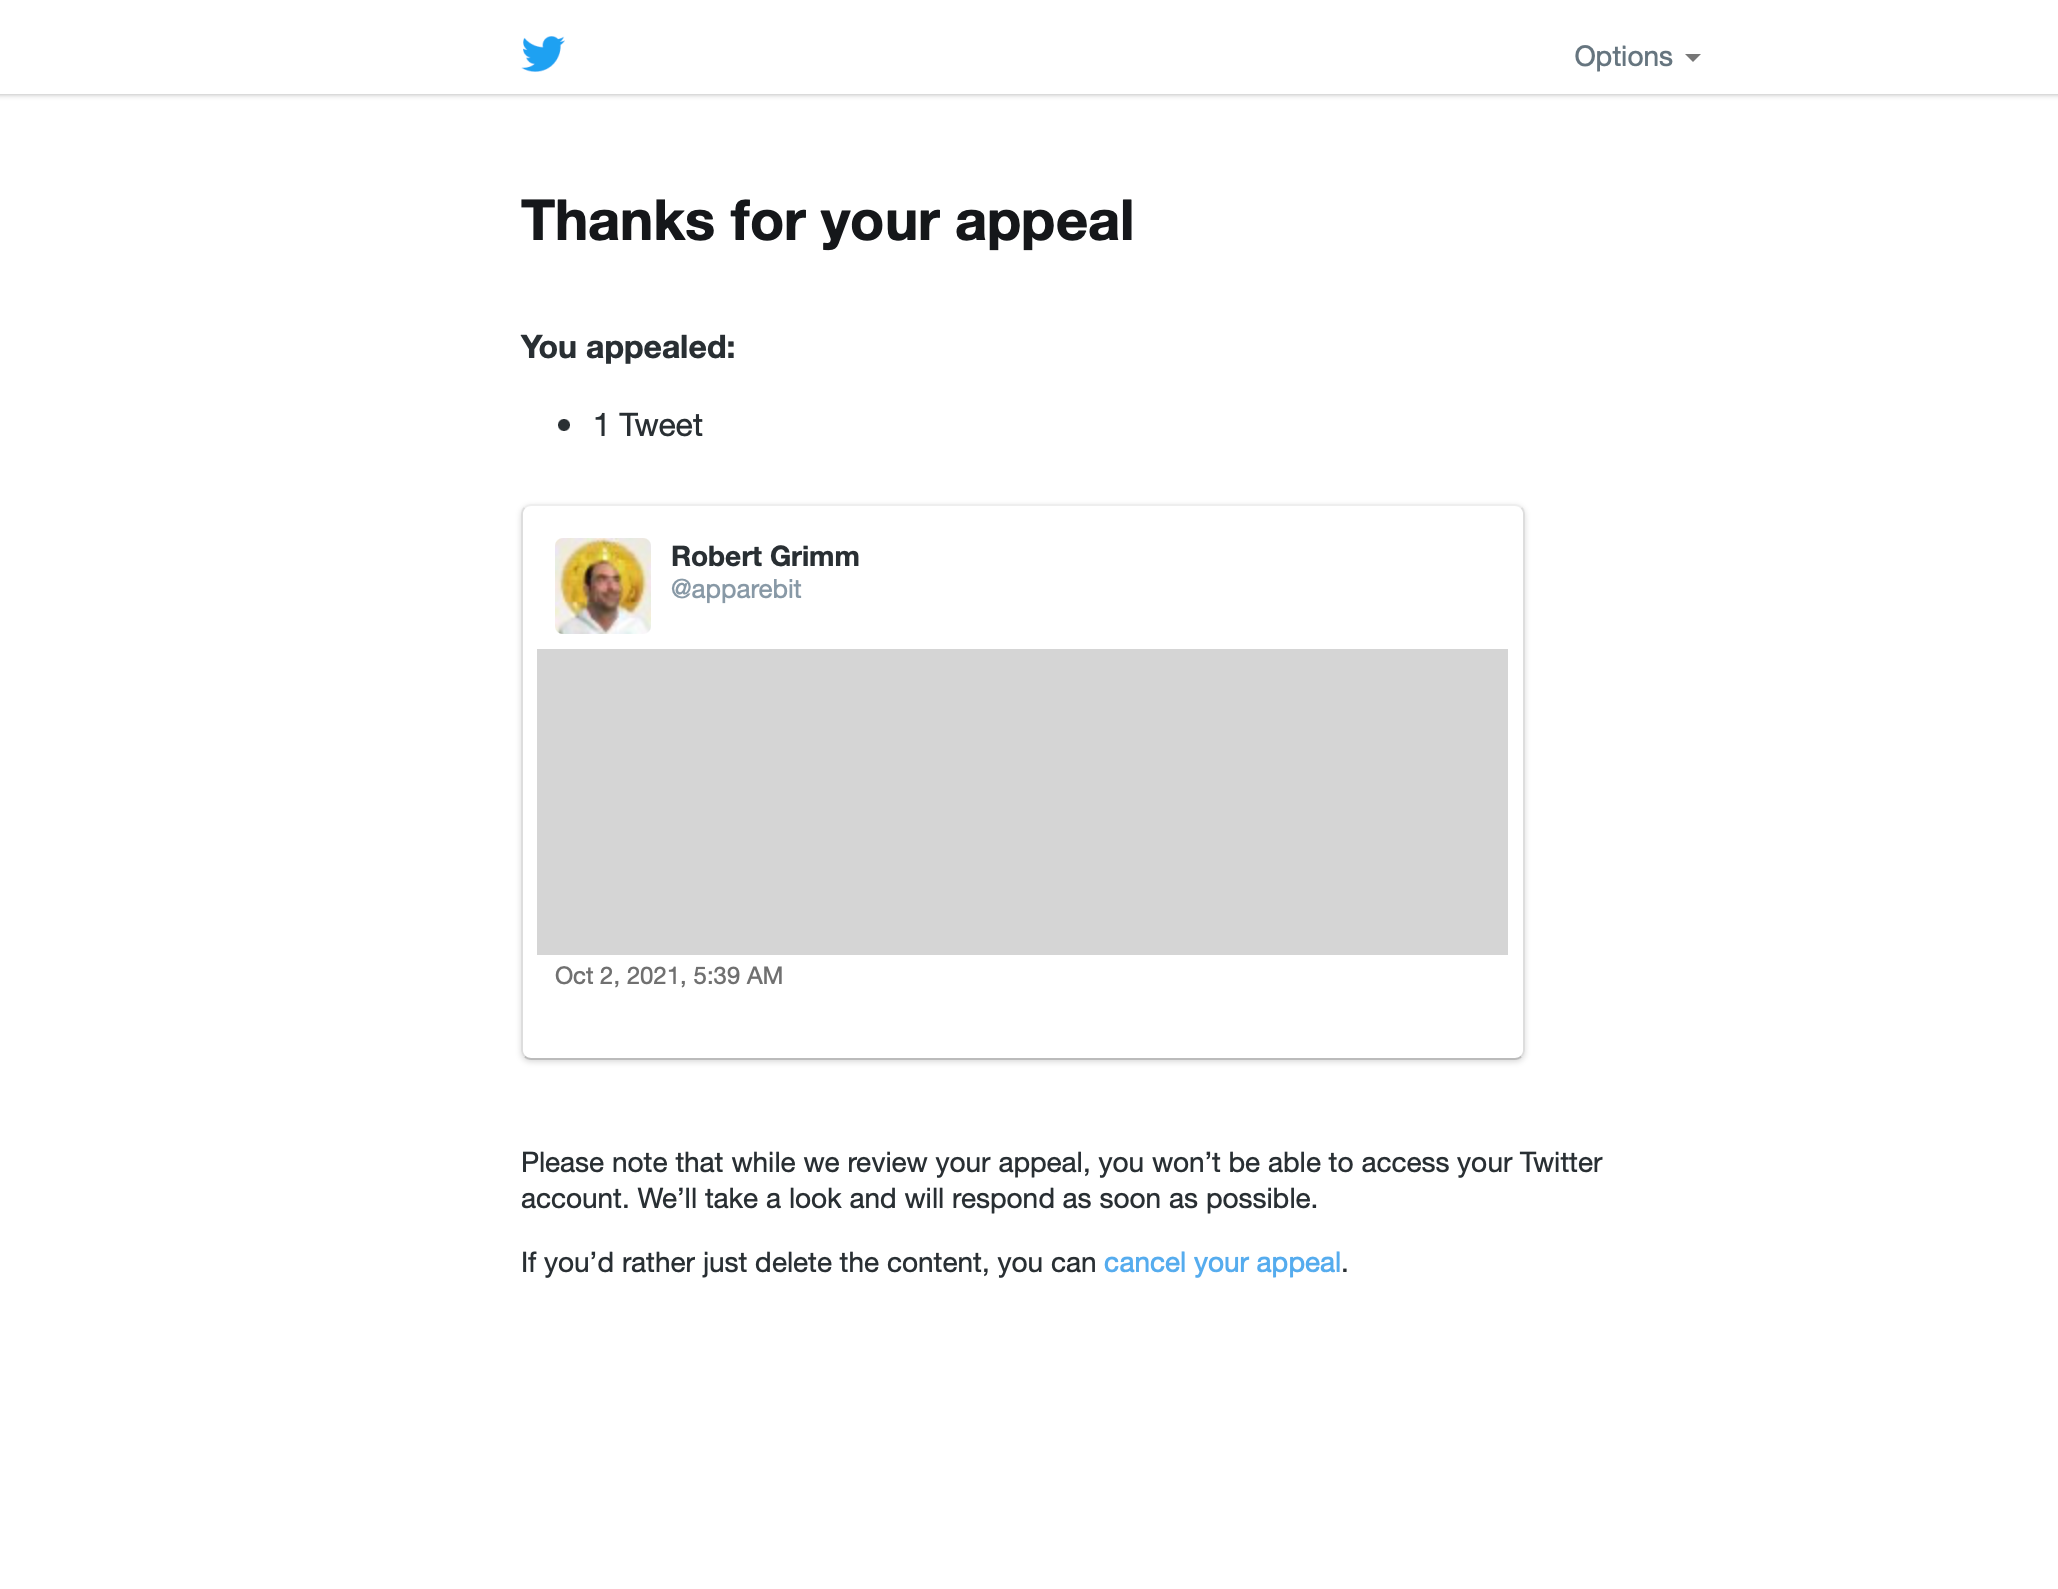 Options
Thanks for your appeal
You appealed:
• 1 Tweet
Robert Grimm
@apparebit
Oct 2, 2021, 5:39 AM
Please note that while we review your appeal, you won’t be able to access your Twitter
account. We’ll take a look and will respond as soon as possible.
If you’d rather just delete the content, you can cancel your appeal.